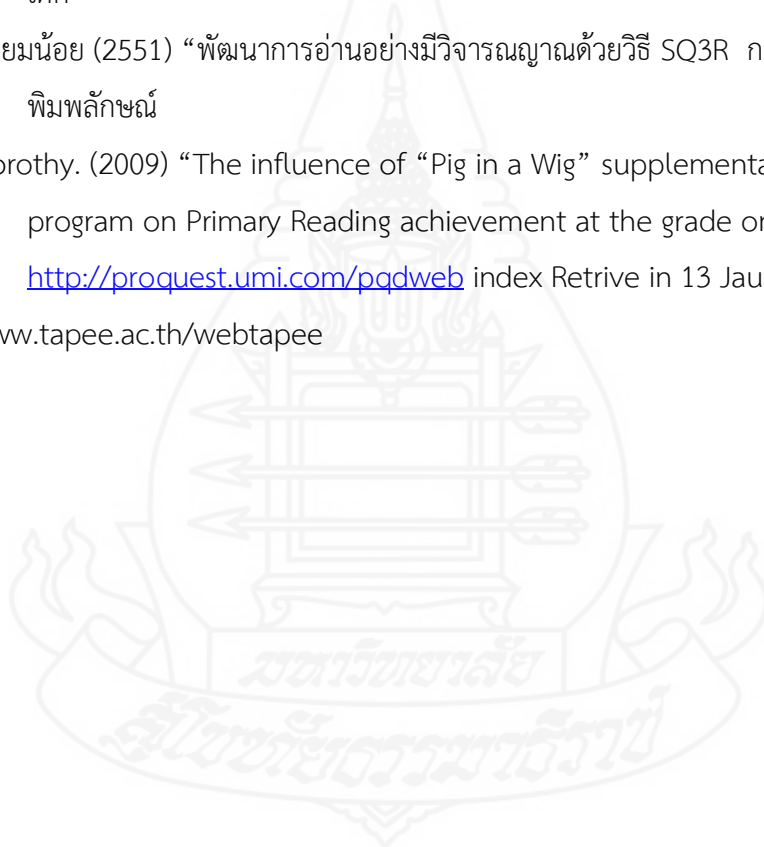 ยมน้อย (2551) “พัฒนาการอ่านอย่างมีวิจารณญาณด้วยวิธี SQ3R ก
พิมพลักษณ์
orothy. (2009) “The influence of “Pig in a Wig” supplementa
program on Primary Reading achievement at the grade or
http://proquest.umi.com/pqdweb index Retrive in 13 Jau
ww.tapee.ac.th/webtapee
มหาวิทยาลัย
สุโขทัยธรรมาธิราช